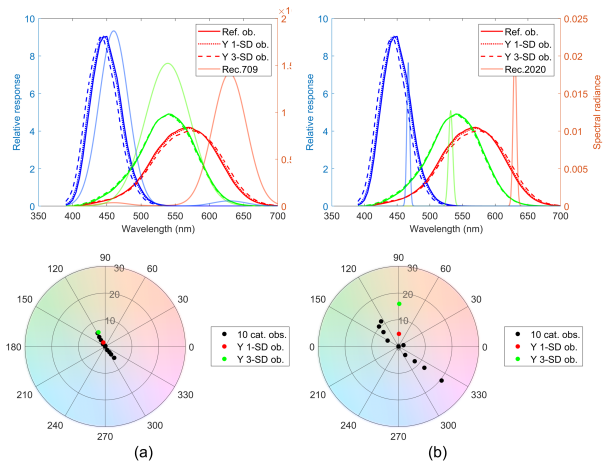 10
8
6
4
2
0
Relative response
350 400 450 500 550 600 650 700
Wavelength (nm)
2
1.5
1
0.5
0
Ref. ob.
Y 1-SD ob.
Y 3-SD ob.
Rec.709
10
8
6
4
2
0
Relative response
350 400 450 500 550 600 650 700
Wavelength (nm)
0.025
0.02
0.015
0.01
0.005
0
Spectral radiance
Ref. ob.
Y 1-SD ob.
Y 3-SD ob.
Rec.2020
90
120 60
150 30
180 0
210 330
240 300
270
30
20
10
10 cat. obs.
Y 1-SD ob.
Y 3-SD ob.
(a)
90
120 60
150 30
180 0
210 330
240 300
270
30
20
10
10 cat. obs.
Y 1-SD ob.
Y 3-SD ob.
(b)